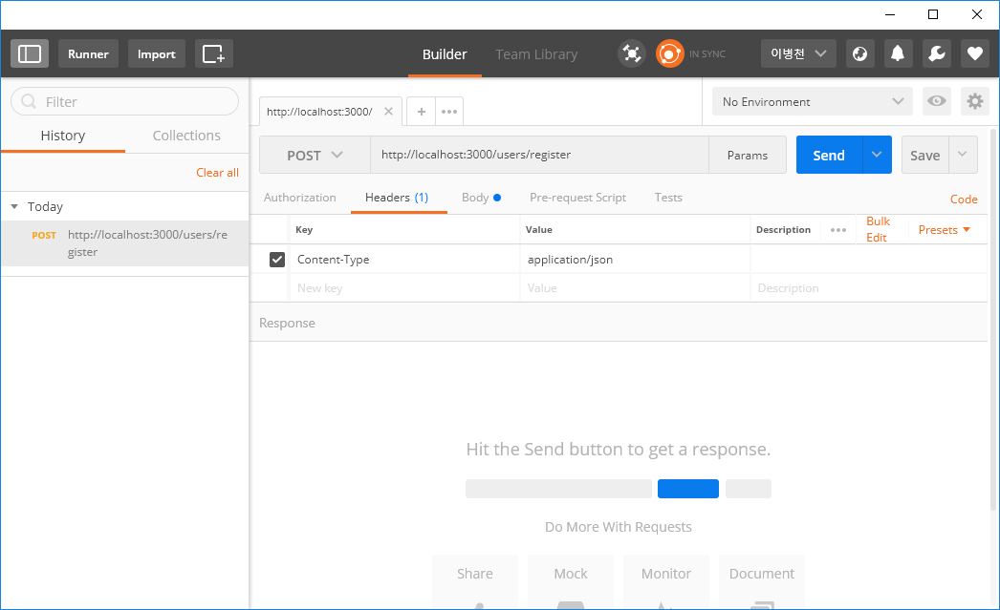 Runner Import Builder Team Library IN SYNC 이병천
Filter
http://localhost:3000/
No Environment
History Collections
POST http://localhost:3000/users/register Params Send Save
Clear all
Authorization Headers (1) Body Pre-request Script Tests Code
Today
POST http://localhost:3000/users/re
gister
Key Value Description Bulk
Edit Presets
Content-Type application/json
New key Value Description
Response
Hit the Send button to get a response.
Do More With Requests
Share Mock Monitor Document